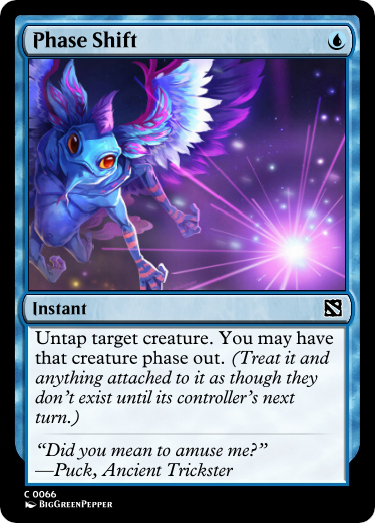 Phase Shift
Instant
Untap target creature. You may have
that creature phase out. (Treat it and
anything attached to it as though they
don't exist until its controller's next
turn.)
“Did you mean to amuse me?”
—Puck, Ancient Trickster
C 0066
BigGreenPepper